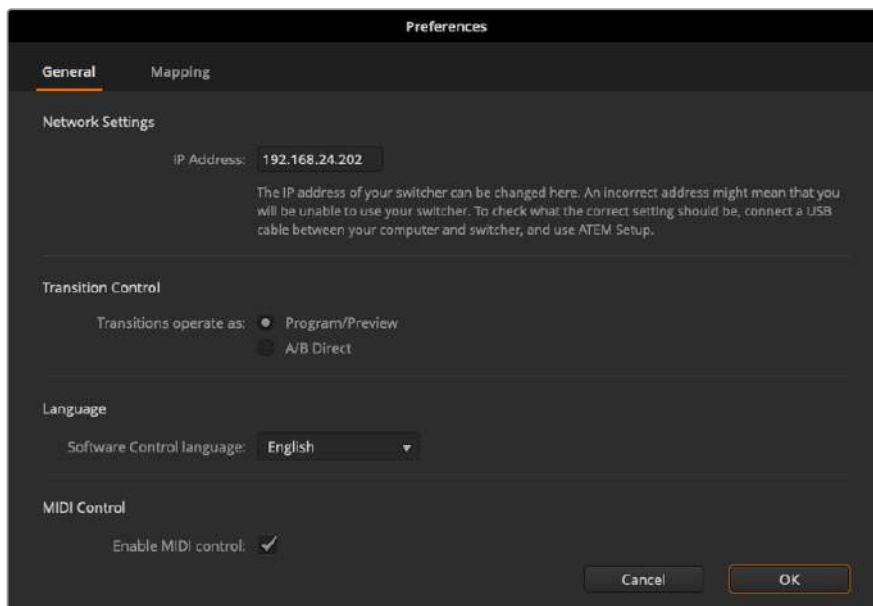 Preferences
General Mapping
Network Settings
IP Address: 192.168.24.202
The IP address of your switcher can be changed here. An incorrect address might mean that you
will be unable to use your switcher. To check what the correct setting should be, connect a USB
cable between your computer and switcher, and use ATEM Setup.
Transition Control
Transitions operate as: Program/Preview
A/B Direct
Language
Software Control language: English
MIDI Control
Enable MIDI control:
Cancel OK